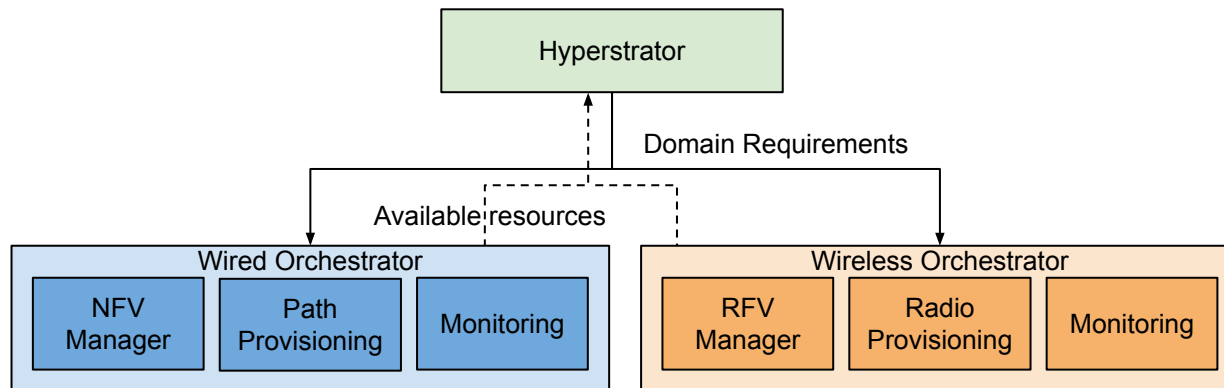 Hyperstrator
Domain Requirements
Available resources
Wired Orchestrator
NFV
Manager
Path
Provisioning
Monitoring
Wireless Orchestrator
RFV
Manager
Radio
Provisioning
Monitoring